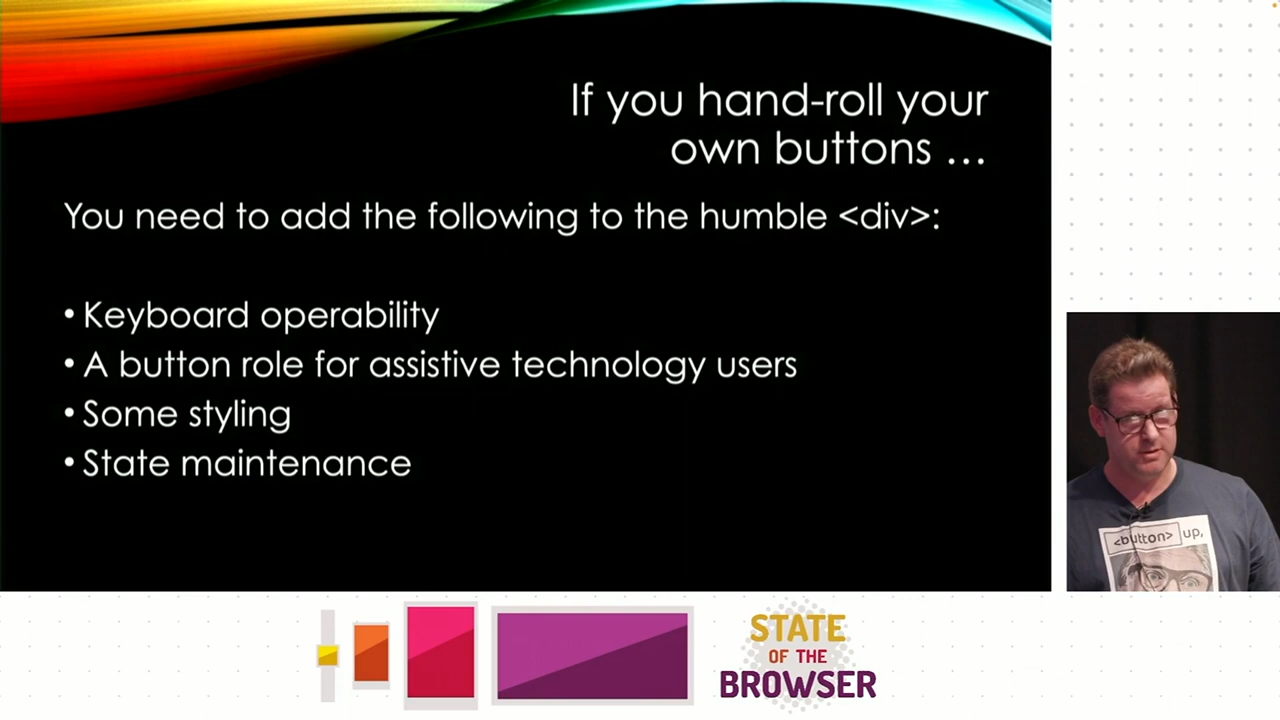 If you hand-roll your
own buttons …
You need to add the following to the humble <div>:
• Keyboard operability
• A button role for assistive technology users
• Some styling
• State maintenance
<button> up,
STATE
OF THE
BROWSER